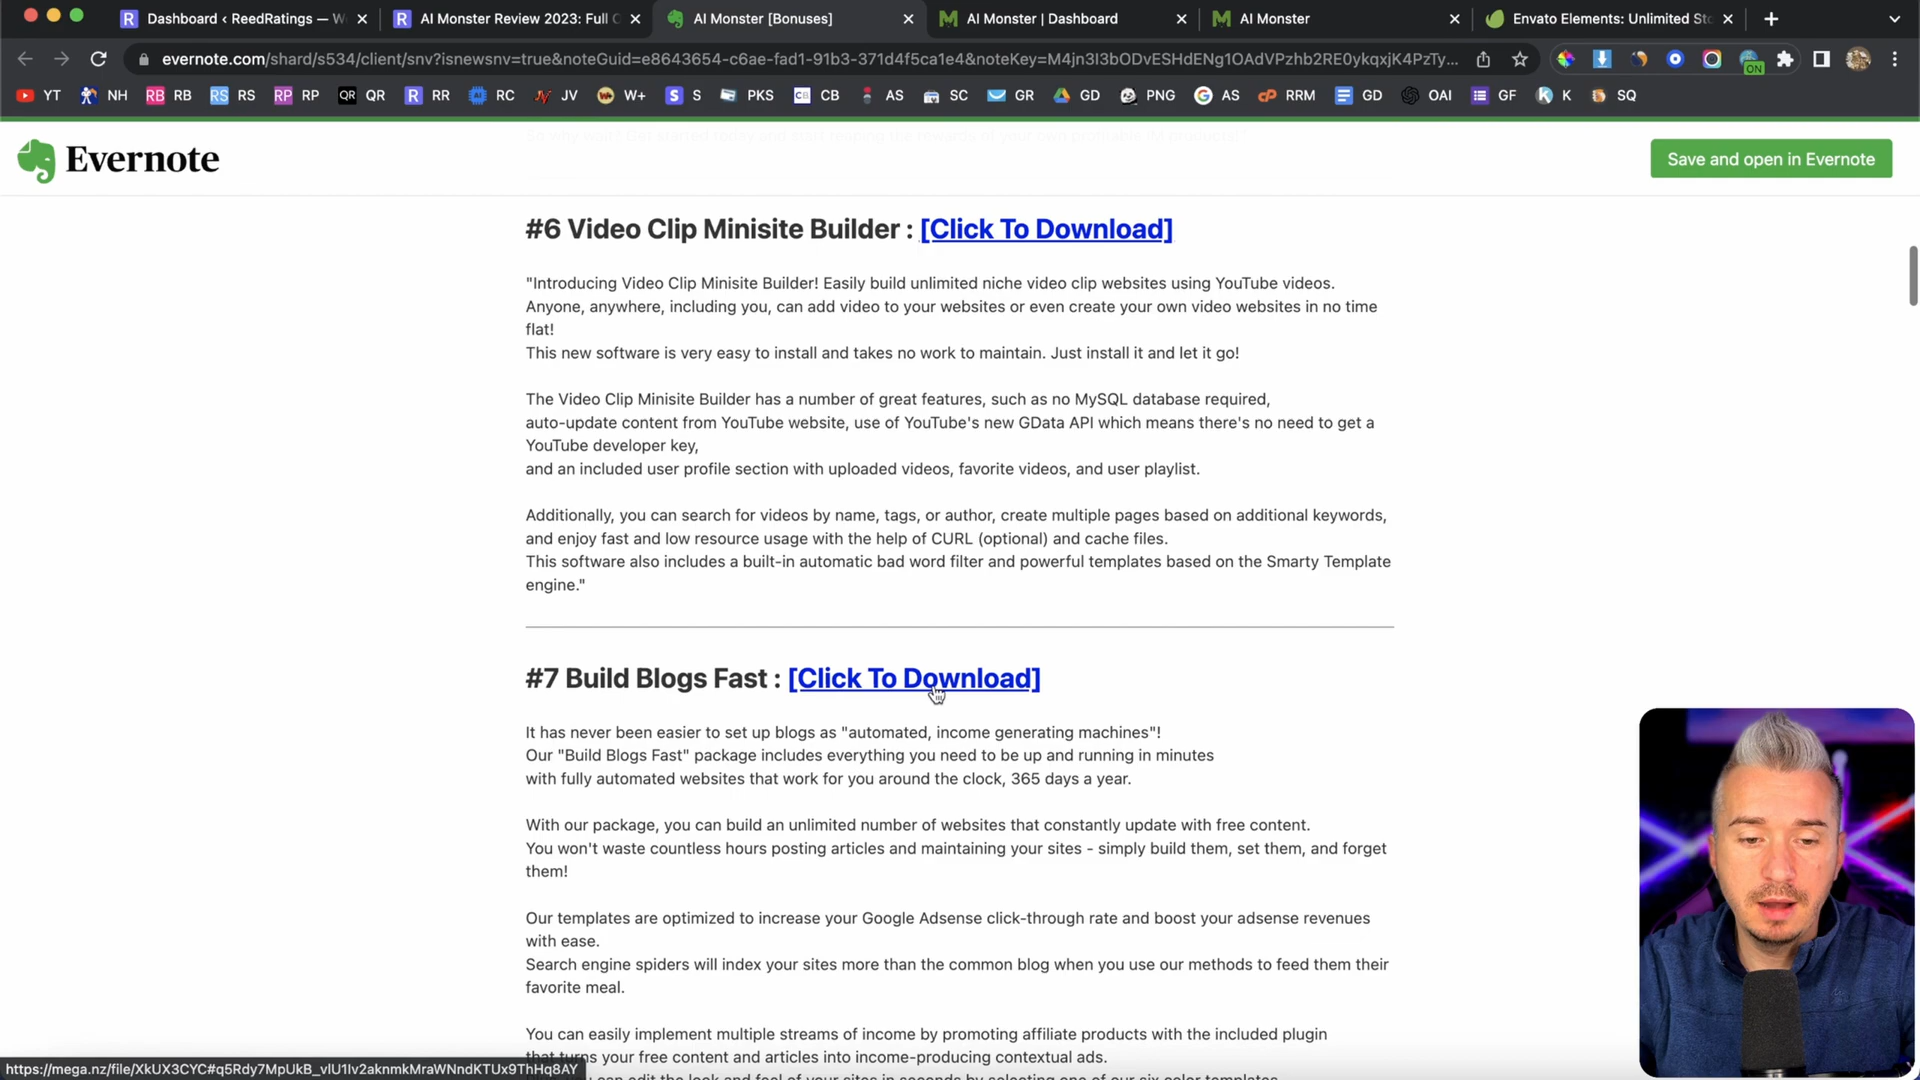 Dashboard ‹ ReedRatings —
AI Monster Review 2023: Full
AI Monster [Bonuses]
AI Monster | Dashboard
AI Monster
Envato Elements: Unlimited
evernote.com/shard/s534/client/snv?isnewsnv=true&noteGuid=e8643654-c6ae-fad1-91b3-371d4f5ca1e4&noteKey=M4jn3I3bODvESHdENg1OAdVPzhb2RE0ykqxjK4PzTy...
ON
YT NH RB RB RS RS RP RP QR QR R RR RC JV W+ S S PKS CB CB AS SC GR GD PNG AS RRM GD OAI GF K SQ
Evernote
Save and open in Evernote
#6 Video Clip Minisite Builder : [Click To Download]
"Introducing Video Clip Minisite Builder! Easily build unlimited niche video clip websites using YouTube videos.
Anyone, anywhere, including you, can add video to your websites or even create your own video websites in no time
flat!
This new software is very easy to install and takes no work to maintain. Just install it and let it go!
The Video Clip Minisite Builder has a number of great features, such as no MySQL database required,
auto-update content from YouTube website, use of YouTube's new GData API which means there's no need to get a
YouTube developer key,
and an included user profile section with uploaded videos, favorite videos, and user playlist.
Additionally, you can search for videos by name, tags, or author, create multiple pages based on additional keywords,
and enjoy fast and low resource usage with the help of CURL (optional) and cache files.
This software also includes a built-in automatic bad word filter and powerful templates based on the Smarty Template
engine."
#7 Build Blogs Fast : [Click To Download]
It has never been easier to set up blogs as "automated, income generating machines"!
Our "Build Blogs Fast" package includes everything you need to be up and running in minutes
with fully automated websites that work for you around the clock, 365 days a year.
With our package, you can build an unlimited number of websites that constantly update with free content.
You won't waste countless hours posting articles and maintaining your sites - simply build them, set them, and forget
them!
Our templates are optimized to increase your Google Adsense click-through rate and boost your adsense revenues
with ease.
Search engine spiders will index your sites more than the common blog when you use our methods to feed them their
favorite meal.
You can easily implement multiple streams of income by promoting affiliate products with the included plugin
that turns your free content and articles into income-producing contextual ads.
can edit the look and feel of your sites in seconds by selecting one of our six color templates
https://mega.nz/file/XkUX3CYC#q5Rdy7MpUkB_vlU1Iv2aknmkMraWNndKTUx9ThHq8AY